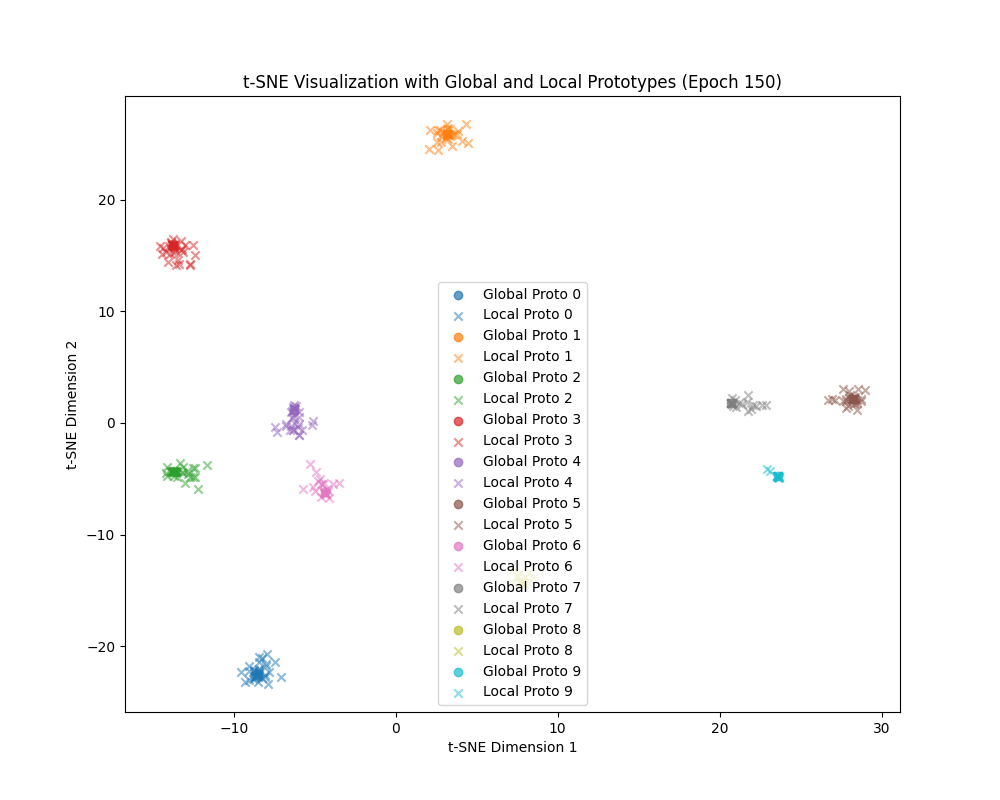 t-SNE Visualization with Global and Local Prototypes (Epoch 150)
t-SNE Dimension 2
20
10
0
−10
−20
Global Proto 0
Local Proto 0
Global Proto 1
Local Proto 1
Global Proto 2
Local Proto 2
Global Proto 3
Local Proto 3
Global Proto 4
Local Proto 4
Global Proto 5
Local Proto 5
Global Proto 6
Local Proto 6
Global Proto 7
Local Proto 7
Global Proto 8
Local Proto 8
Global Proto 9
Local Proto 9
−10 0 10 20 30
t-SNE Dimension 1